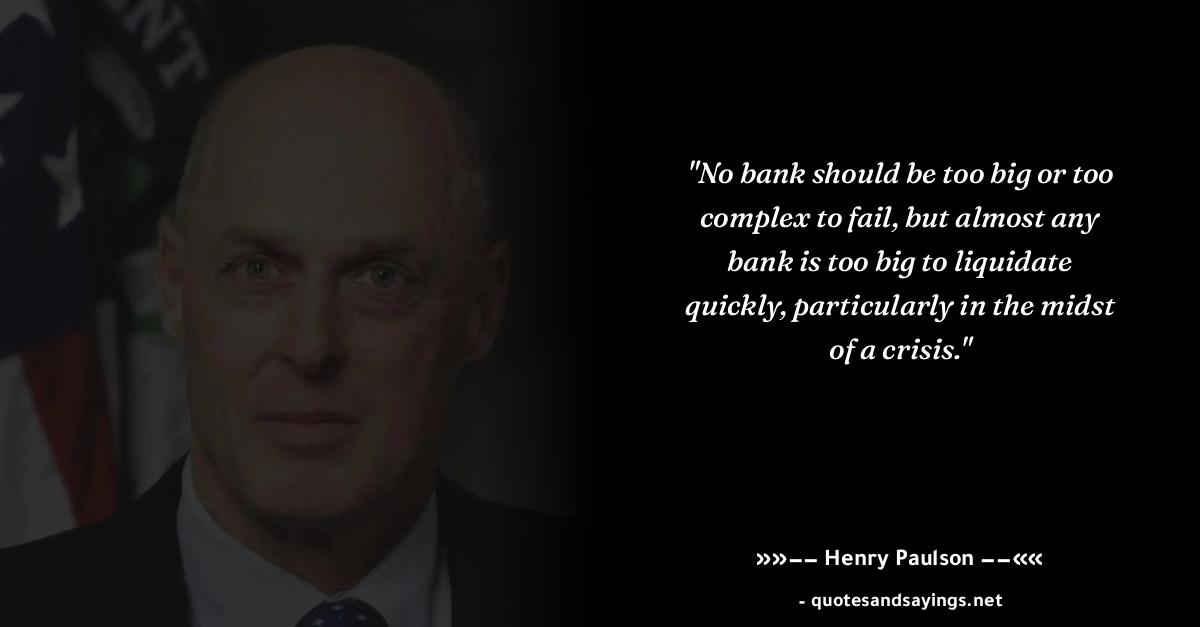 NT
"No bank should be too big or too
complex to fail, but almost any
bank is too big to liquidate
quickly, particularly in the midst
of a crisis."
»»−− Henry Paulson −−««
- quotesandsayings.net